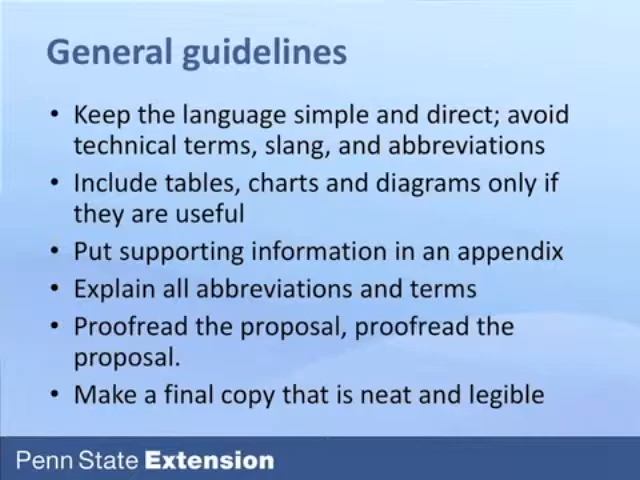 General guidelines
• Keep the language simple and direct; avoid
technical terms, slang, and abbreviations
• Include tables, charts and diagrams only if
they are useful
• Put supporting information in an appendix
• Explain all abbreviations and terms
• Proofread the proposal, proofread the
proposal.
• Make a final copy that is neat and legible
Penn State Extension